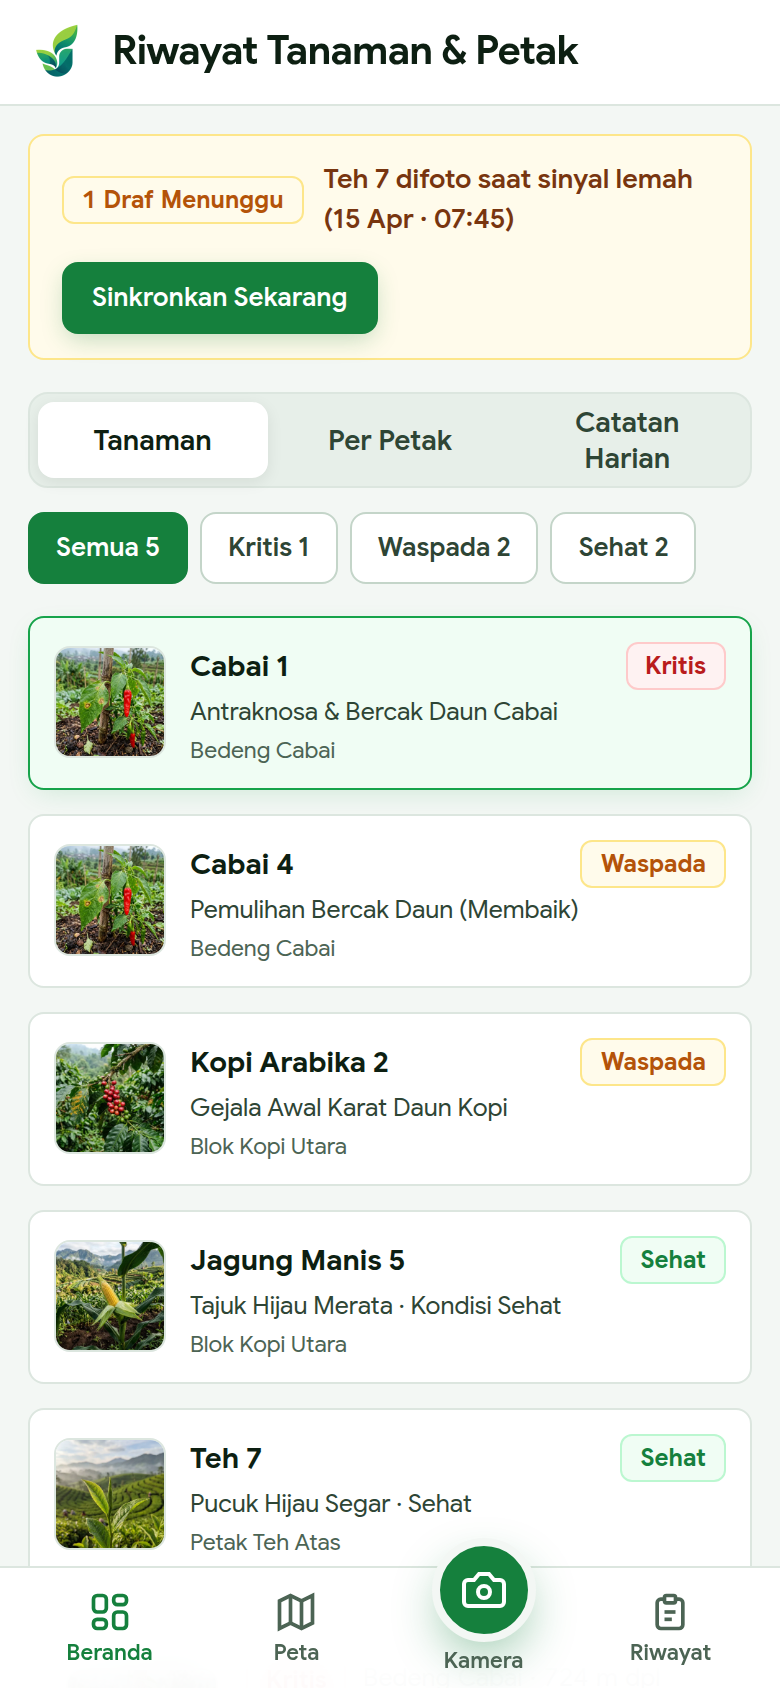 Riwayat Tanaman & Petak
1 Draf Menunggu
Teh 7 difoto saat sinyal lemah
(15 Apr · 07:45)
Sinkronkan Sekarang
Tanaman
Per Petak
Catatan
Harian
Semua 5
Kritis 1
Waspada 2
Sehat 2
Cabai 1
Kritis
Antraknosa & Bercak Daun Cabai
Bedeng Cabai
Cabai 4
Waspada
Pemulihan Bercak Daun (Membaik)
Bedeng Cabai
Kopi Arabika 2
Waspada
Gejala Awal Karat Daun Kopi
Blok Kopi Utara
Jagung Manis 5
Sehat
Tajuk Hijau Merata · Kondisi Sehat
Blok Kopi Utara
Teh 7
Sehat
Pucuk Hijau Segar · Sehat
Petak Teh Atas
Beranda
Peta
Kamera
Riwayat